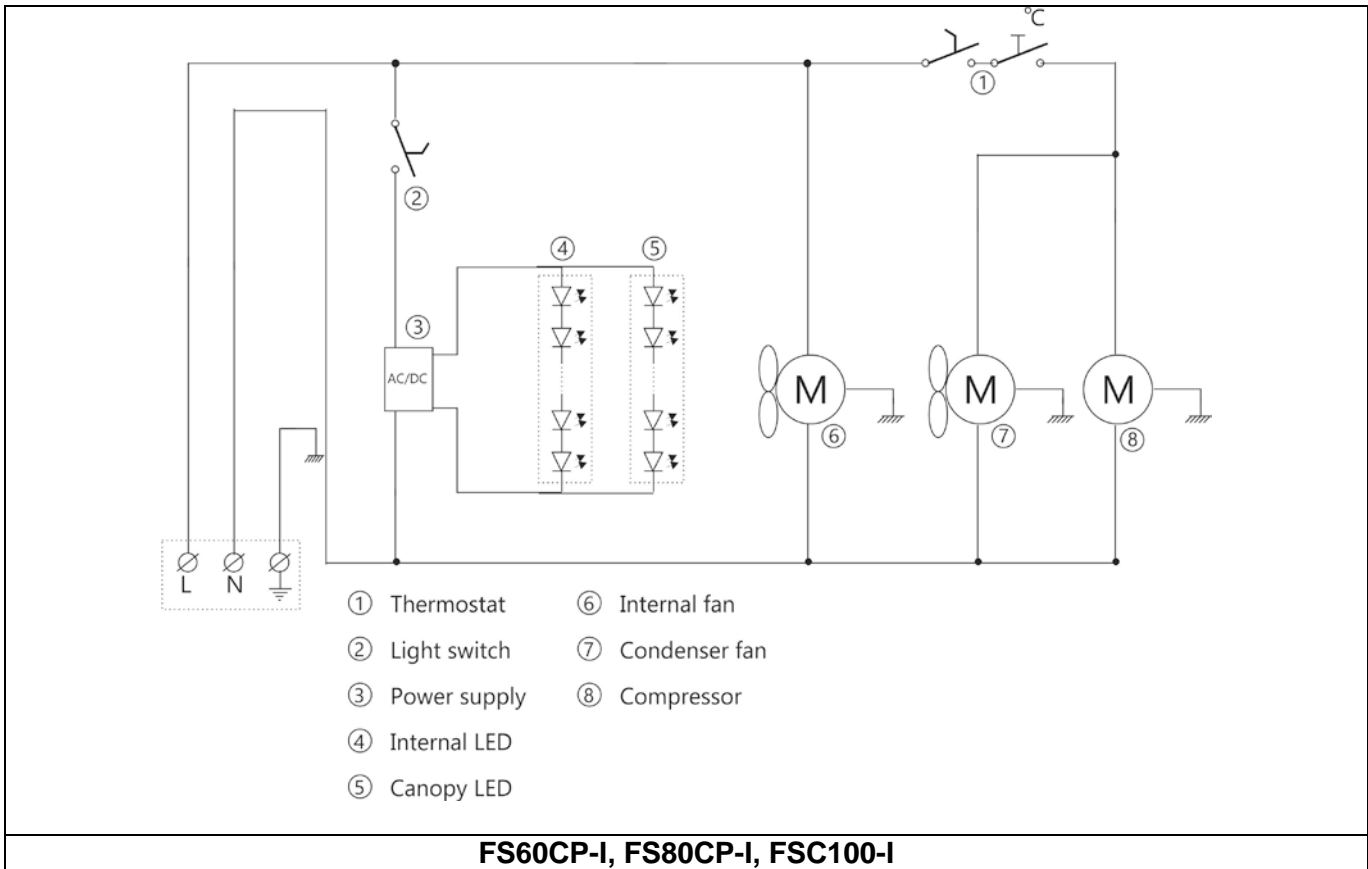 °C
①
②
④ ⑤
③
AC/DC
M M M
⑥ ⑦ ⑧
L N
① Thermostat ⑥ Internal fan
② Light switch ⑦ Condenser fan
③ Power supply ⑧ Compressor
④ Internal LED
⑤ Canopy LED
FS60CP-I, FS80CP-I, FSC100-I